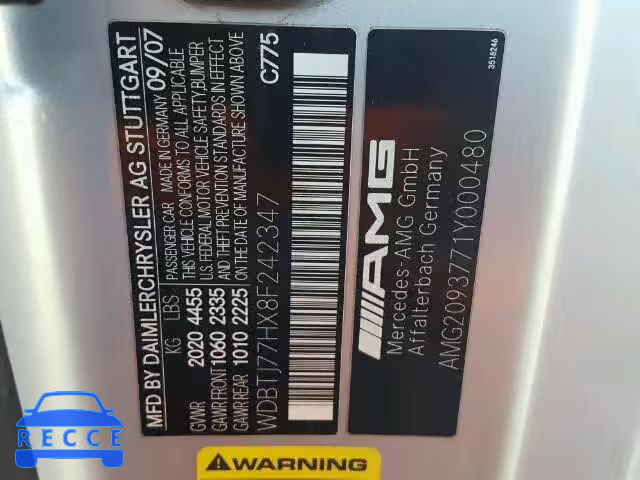 MFD BY DAIMLERCHRYSLER AG STUTTGART
KG LBS PASSENGER CAR MADE IN GERMANY 09/07
GVWR 2020 4455 THIS VEHICLE CONFORMS TO ALL APPLICABLE
U.S. FEDERAL MOTOR VEHICLE SAFETY, BUMPER
GAWR FRONT 1060 2335 AND THEFT PREVENTION STANDARDS IN EFFECT
GAWR REAR 1010 2225 ON THE DATE OF MANUFACTURE SHOWN ABOVE
WDBTJ77HX8F242347 C775
AMG
Mercedes-AMG GmbH
Affalterbach Germany
AMG2093771Y000480
3518246
WARNING
RECCE